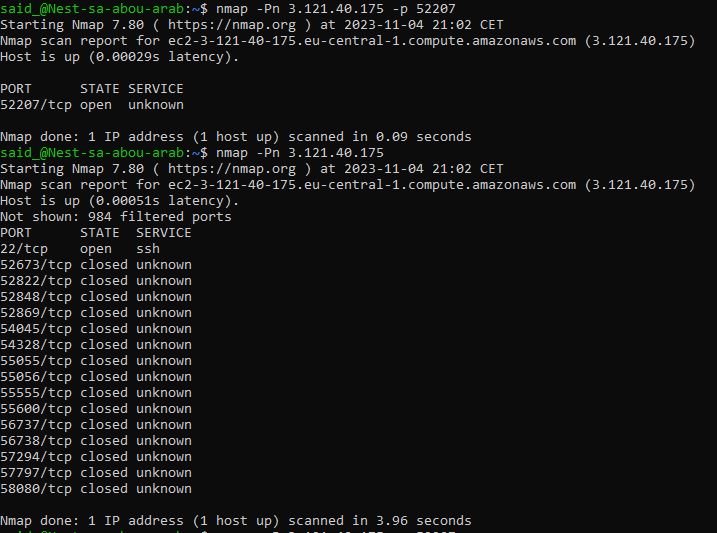 said_@Nest-sa-abou-arab:~$ nmap -Pn 3.121.40.175 -p 52207
Starting Nmap 7.80 ( https://nmap.org ) at 2023-11-04 21:02 CET
Nmap scan report for ec2-3-121-40-175.eu-central-1.compute.amazonaws.com (3.121.40.175)
Host is up (0.00029s latency).

PORT      STATE SERVICE
52207/tcp open  unknown

Nmap done: 1 IP address (1 host up) scanned in 0.09 seconds
said_@Nest-sa-abou-arab:~$ nmap -Pn 3.121.40.175
Starting Nmap 7.80 ( https://nmap.org ) at 2023-11-04 21:02 CET
Nmap scan report for ec2-3-121-40-175.eu-central-1.compute.amazonaws.com (3.121.40.175)
Host is up (0.00051s latency).
Not shown: 984 filtered ports
PORT      STATE  SERVICE
22/tcp    open   ssh
52673/tcp closed unknown
52822/tcp closed unknown
52848/tcp closed unknown
52869/tcp closed unknown
54045/tcp closed unknown
54328/tcp closed unknown
55055/tcp closed unknown
55056/tcp closed unknown
55555/tcp closed unknown
55600/tcp closed unknown
56737/tcp closed unknown
56738/tcp closed unknown
57294/tcp closed unknown
57797/tcp closed unknown
58080/tcp closed unknown

Nmap done: 1 IP address (1 host up) scanned in 3.96 seconds